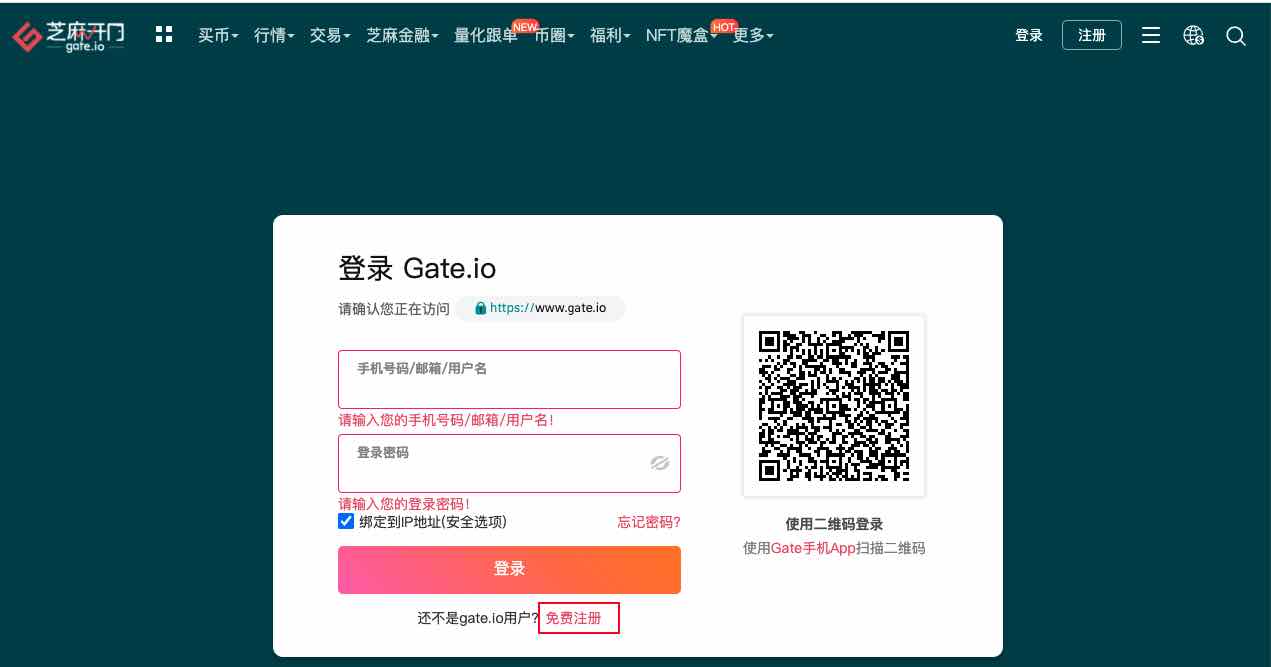 芝麻开门
gate.io
买币 行情 交易 芝麻金融 量化跟单 NEW 币圈 福利 NFT魔盒 HOT 更多 登录 注册
登录 Gate.io
请确认您正在访问 https://www.gate.io
手机号码/邮箱/用户名
请输入您的手机号码/邮箱/用户名!
登录密码
请输入您的登录密码!
绑定到IP地址(安全选项) 忘记密码?
登录
还不是gate.io用户? 免费注册
使用二维码登录
使用Gate手机App扫描二维码